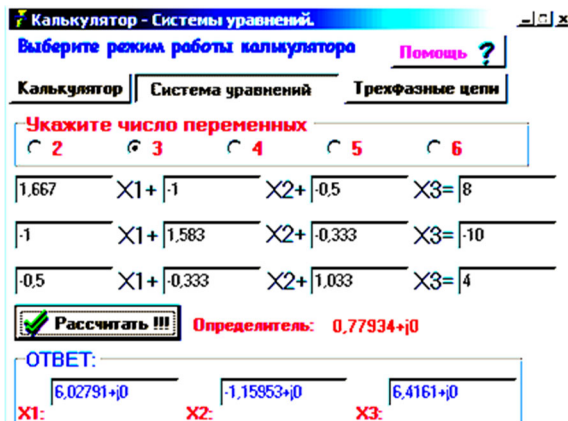 Калькулятор - Системы уравнений.
Выберите режим работы калькулятора Помощь ?
Калькулятор Система уравнений Трехфазные цепи
Укажите число переменных
2 3 4 5 6
1,667 X1+ -1 X2+ -0,5 X3= 8
-1 X1+ 1,583 X2+ -0,333 X3= -10
-0,5 X1+ -0,333 X2+ 1,033 X3= 4
Рассчитать !!! Определитель: 0,77934+j0
ОТВЕТ:
6,02791+j0 -1,15953+j0 6,4161+j0
X1: X2: X3: